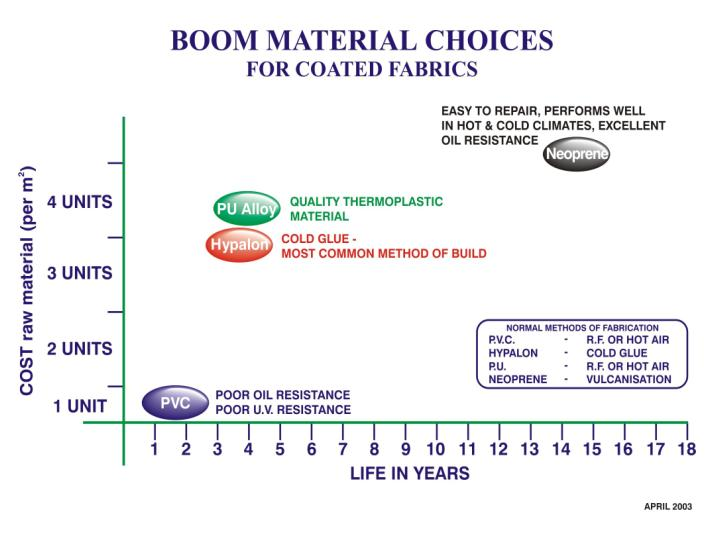 BOOM MATERIAL CHOICES
FOR COATED FABRICS
EASY TO REPAIR, PERFORMS WELL
IN HOT & COLD CLIMATES, EXCELLENT
OIL RESISTANCE
Neoprene
COST raw material (per m²)
4 UNITS
PU Alloy
QUALITY THERMOPLASTIC
MATERIAL
Hypalon
COLD GLUE -
MOST COMMON METHOD OF BUILD
3 UNITS
2 UNITS
NORMAL METHODS OF FABRICATION
P.V.C. - R.F. OR HOT AIR
HYPALON - COLD GLUE
P.U. - R.F. OR HOT AIR
NEOPRENE - VULCANISATION
1 UNIT
PVC
POOR OIL RESISTANCE
POOR U.V. RESISTANCE
1 2 3 4 5 6 7 8 9 10 11 12 13 14 15 16 17 18
LIFE IN YEARS
APRIL 2003